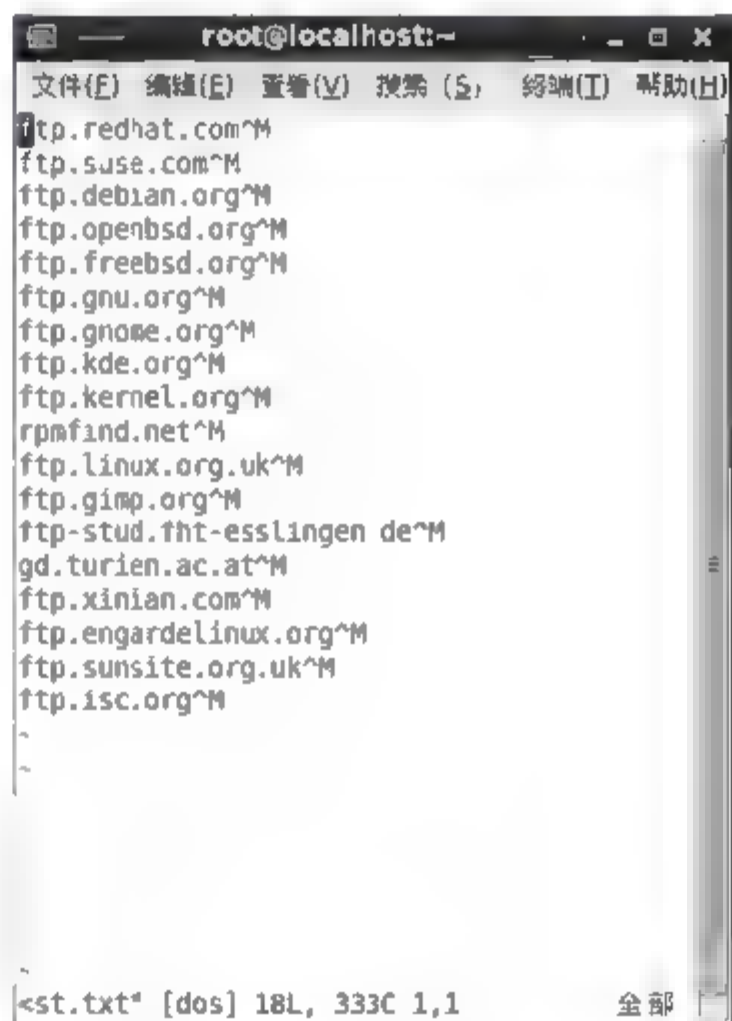 root@localhost:~
文件(F) 编辑(E) 查看(V) 搜索 (S) 终端(T) 帮助(H)
ftp.redhat.com^M
ftp.suse.com^M
ftp.debian.org^M
ftp.openbsd.org^M
ftp.freebsd.org^M
ftp.gnu.org^M
ftp.gnome.org^M
ftp.kde.org^M
ftp.kernel.org^M
rpmfind.net^M
ftp.linux.org.uk^M
ftp.gimp.org^M
ftp-stud.fht-esslingen de^M
gd.turien.ac.at^M
ftp.xinian.com^M
ftp.engardelinux.org^M
ftp.sunsite.org.uk^M
ftp.isc.org^M
~
~
~
<st.txt" [dos] 18L, 333C 1,1 全部